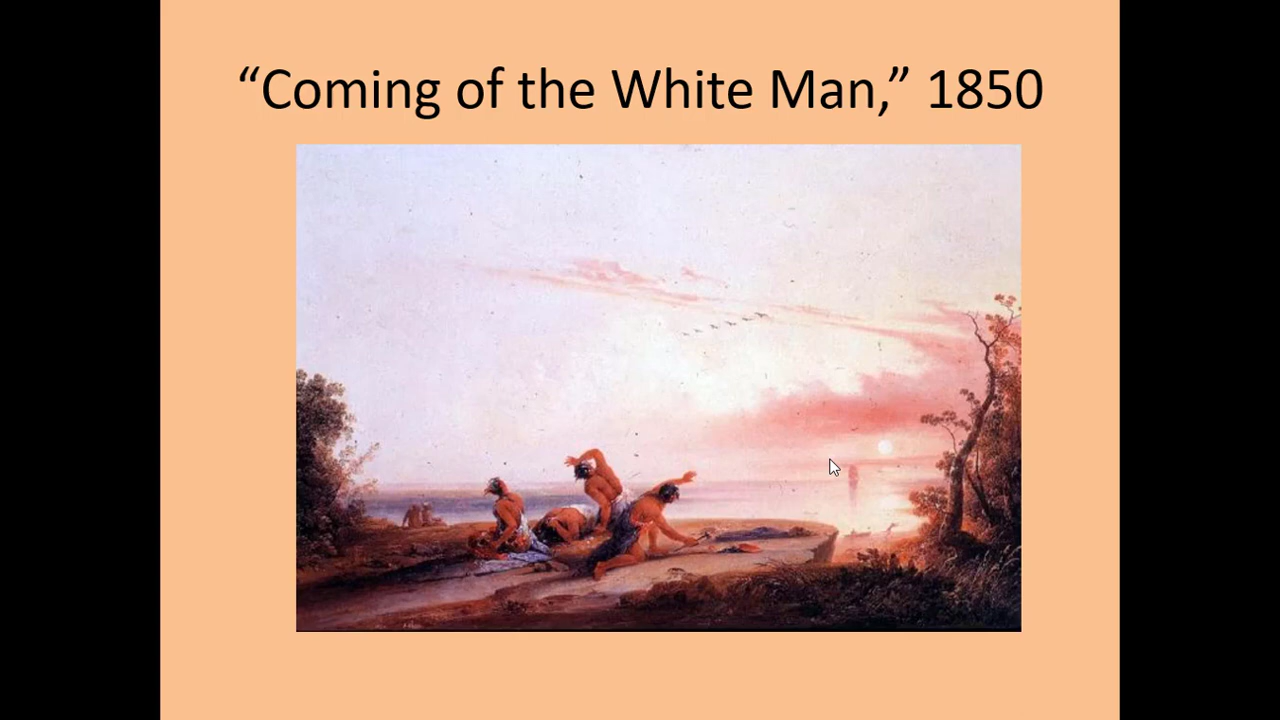 “Coming of the White Man,” 1850